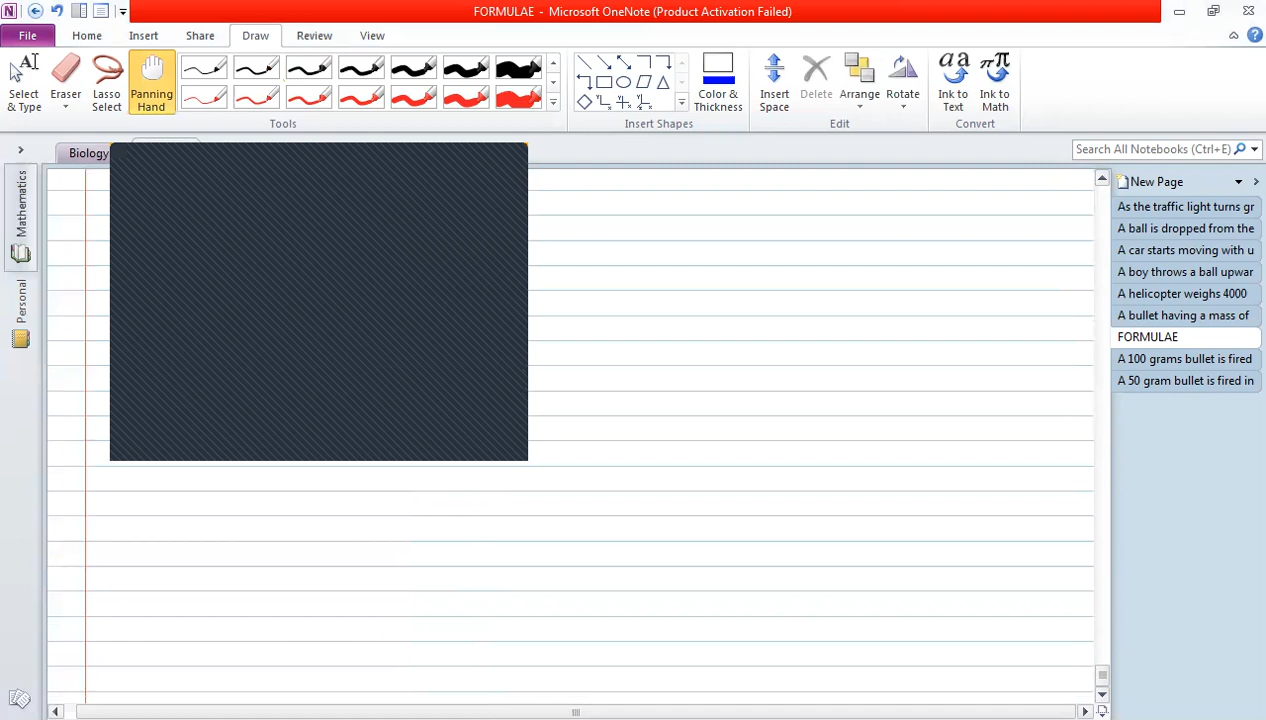 FORMULAE - Microsoft OneNote (Product Activation Failed)
File Home Insert Share Draw Review View
Select & Type
Eraser
Lasso Select
Panning Hand
Color & Thickness
Insert Space
Delete
Arrange
Rotate
Ink to Text
Ink to Math
Tools
Insert Shapes
Edit
Convert
Biology
Search All Notebooks (Ctrl+E)
Mathematics
Personal
New Page
As the traffic light turns gr
A ball is dropped from the
A car starts moving with u
A boy throws a ball upwar
A helicopter weighs 4000
A bullet having a mass of
FORMULAE
A 100 grams bullet is fired
A 50 gram bullet is fired in